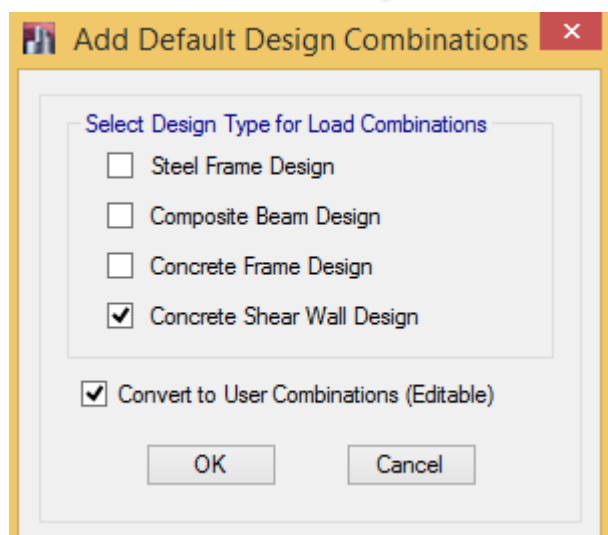 Add Default Design Combinations
Select Design Type for Load Combinations
Steel Frame Design
Composite Beam Design
Concrete Frame Design
Concrete Shear Wall Design
Convert to User Combinations (Editable)
OK Cancel